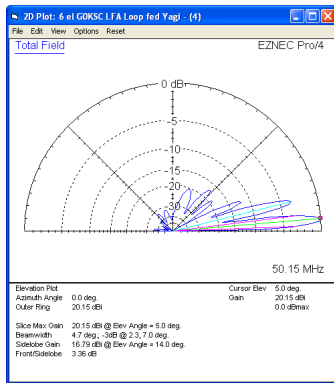 2D Plot: 6 el G0KSC LFA Loop fed Yagi - (4)
File Edit View Options Reset
Total Field
EZNEC Pro/4
0 dB
-5
-10
-15
-20
-30
50.15 MHz
Elevation Plot
Cursor Elev 5.0 deg.
Azimuth Angle 0.0 deg.
Gain 20.15 dBi
Outer Ring 20.15 dBi
0.0 dBmax
Slice Max Gain 20.15 dBi @ Elev Angle = 5.0 deg.
Beamwidth 4.7 deg.; -3dB @ 2.3, 7.0 deg.
Sidelobe Gain 16.79 dBi @ Elev Angle = 14.0 deg.
Front/Sidelobe 3.36 dB